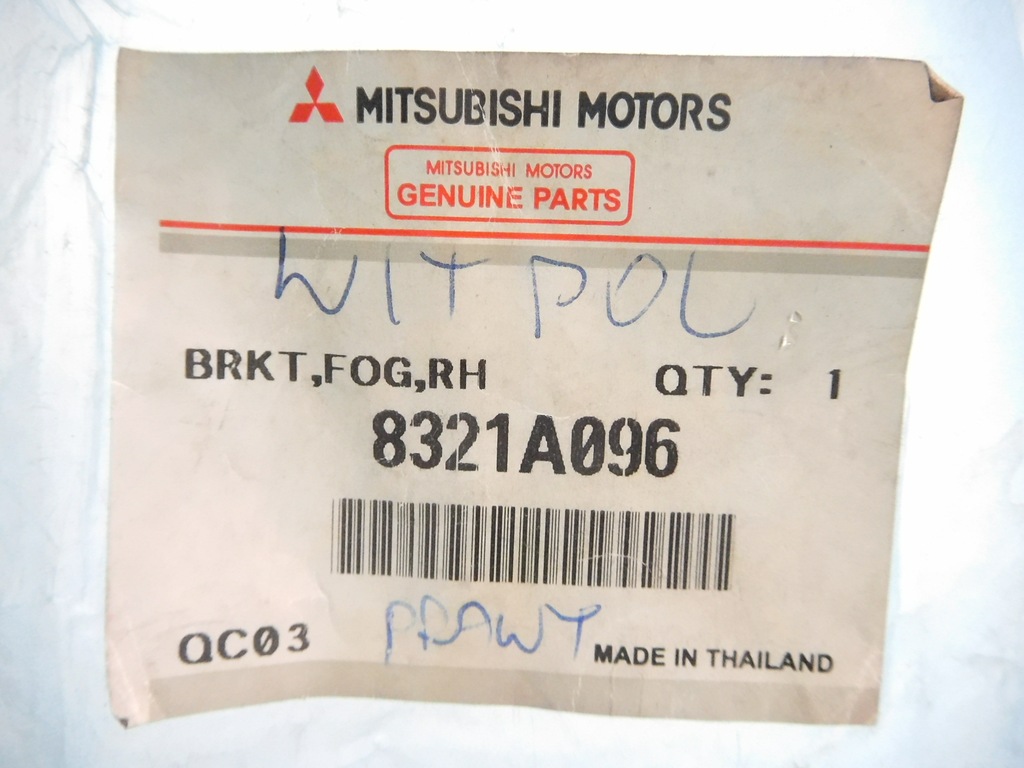 MITSUBISHI MOTORS
MITSUBISHI MOTORS
GENUINE PARTS
WIT POL
BRKT,FOG,RH QTY: 1
8321A096
PRAWY
QC03 MADE IN THAILAND